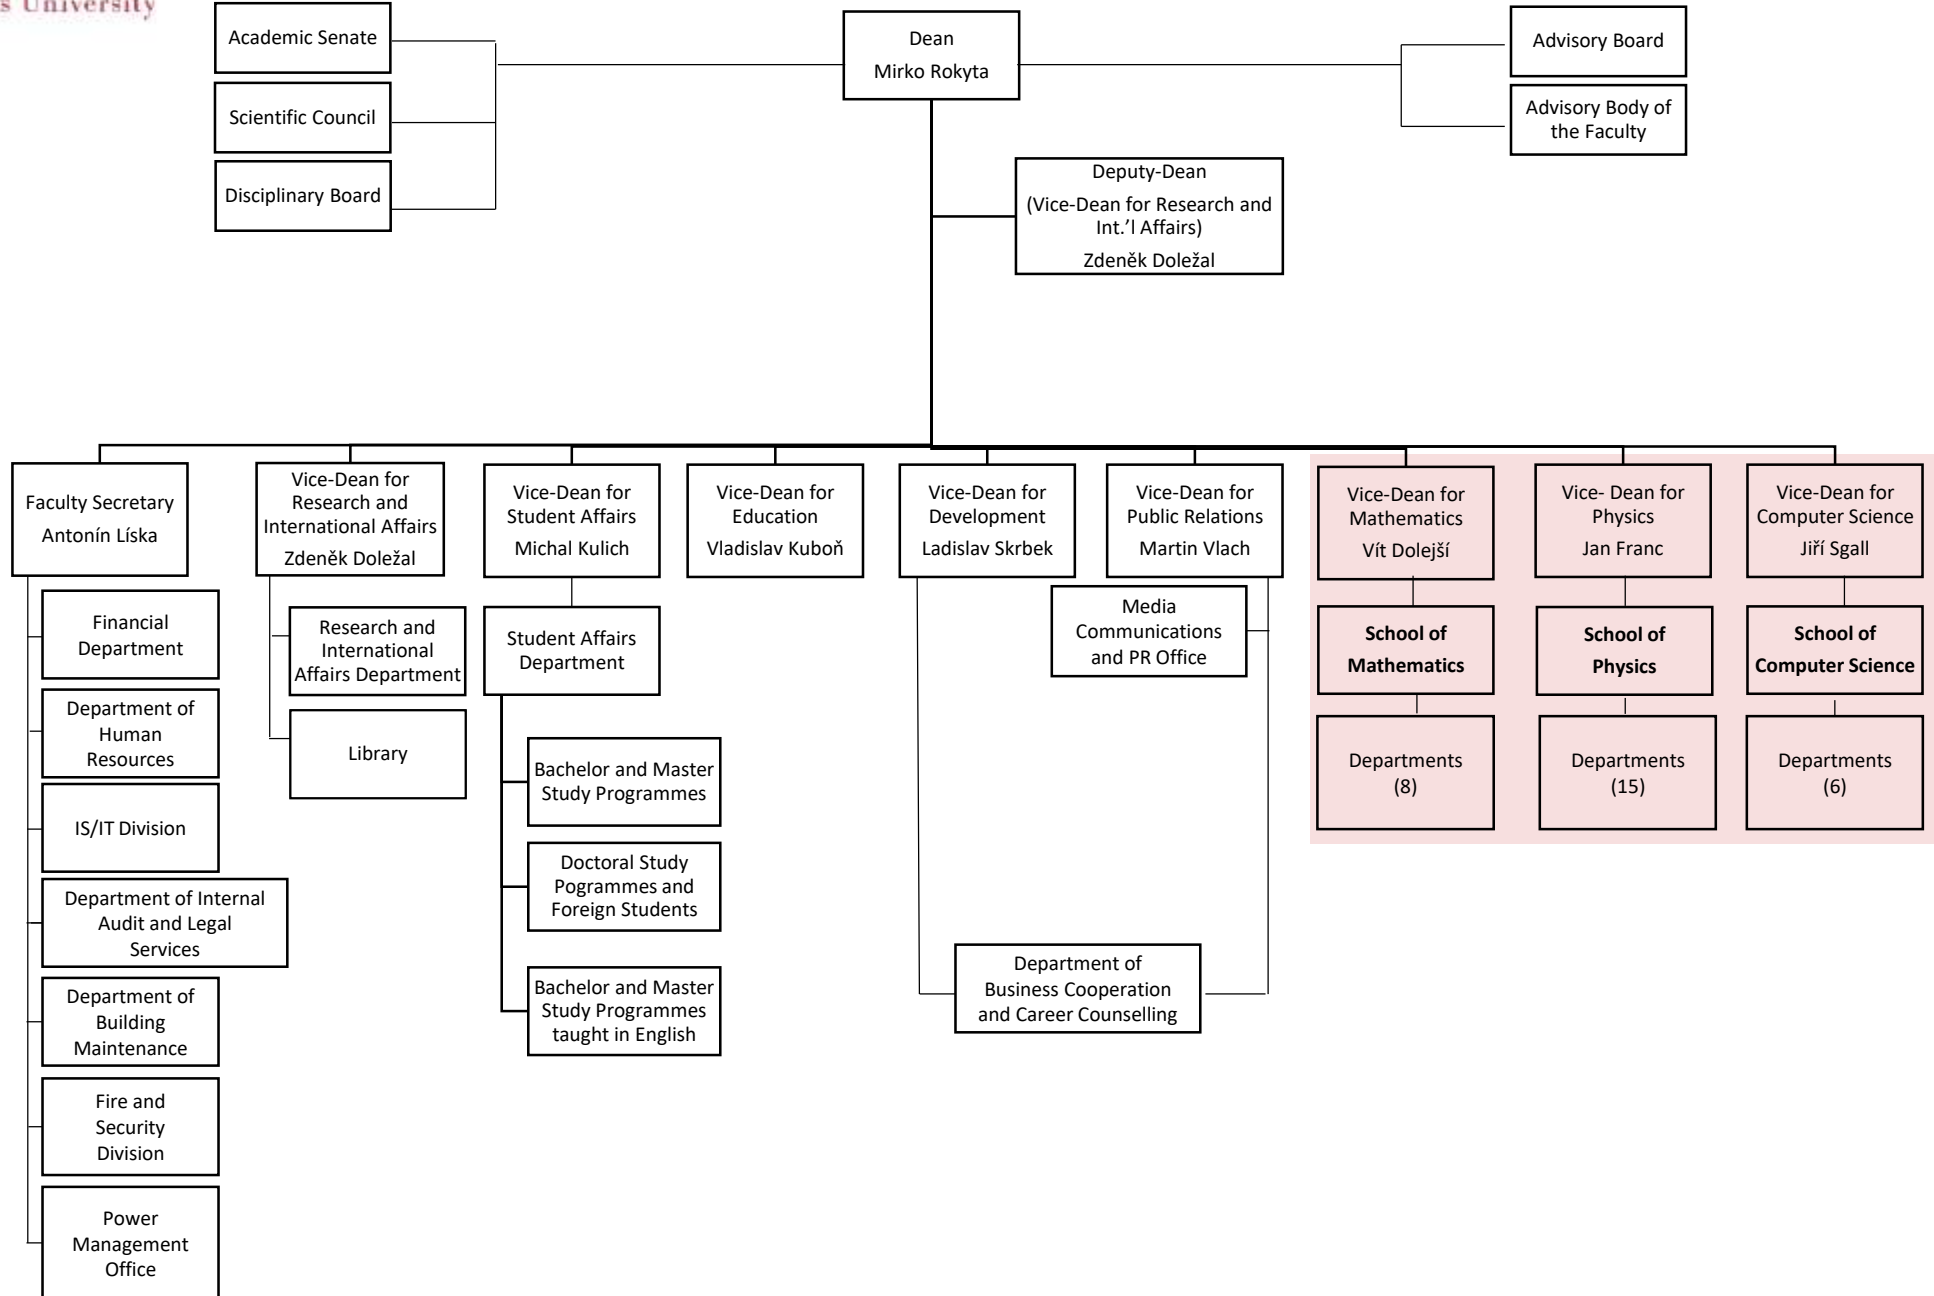 s University
Academic Senate
Scientific Council
Disciplinary Board
Dean
Mirko Rokyta
Advisory Board
Advisory Body of
the Faculty
Deputy-Dean
(Vice-Dean for Research and
Int.'l Affairs)
Zdeněk Doležal
Faculty Secretary
Antonín Líska
Vice-Dean for
Research and
International Affairs
Zdeněk Doležal
Vice-Dean for
Student Affairs
Michal Kulich
Vice-Dean for
Education
Vladislav Kuboň
Vice-Dean for
Development
Ladislav Skrbek
Vice-Dean for
Public Relations
Martin Vlach
Vice-Dean for
Mathematics
Vít Dolejší
Vice- Dean for
Physics
Jan Franc
Vice-Dean for
Computer Science
Jiří Sgall
Financial
Department
Department of
Human
Resources
IS/IT Division
Department of Internal
Audit and Legal
Services
Department of
Building
Maintenance
Fire and
Security
Division
Power
Management
Office
Research and
International
Affairs Department
Library
Student Affairs
Department
Bachelor and Master
Study Programmes
Doctoral Study
Pogrammes and
Foreign Students
Bachelor and Master
Study Programmes
taught in English
Media
Communications
and PR Office
Department of
Business Cooperation
and Career Counselling
School of
Mathematics
Departments
(8)
School of
Physics
Departments
(15)
School of
Computer Science
Departments
(6)